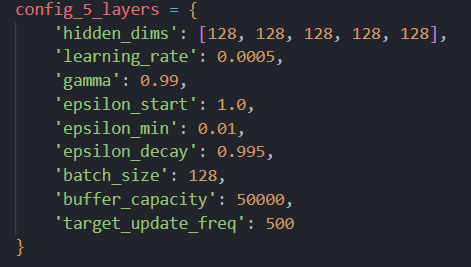 config_5_layers = {
    'hidden_dims': [128, 128, 128, 128, 128],
    'learning_rate': 0.0005,
    'gamma': 0.99,
    'epsilon_start': 1.0,
    'epsilon_min': 0.01,
    'epsilon_decay': 0.995,
    'batch_size': 128,
    'buffer_capacity': 50000,
    'target_update_freq': 500
}